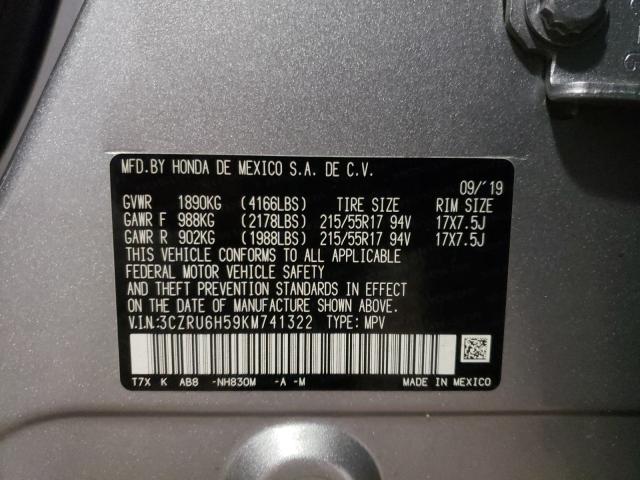 MFD.BY HONDA DE MEXICO S.A. DE C.V.
09/'19
GVWR 1890KG (4166LBS) TIRE SIZE RIM SIZE
GAWR F 988KG (2178LBS) 215/55R17 94V 17X7.5J
GAWR R 902KG (1988LBS) 215/55R17 94V 17X7.5J
THIS VEHICLE CONFORMS TO ALL APPLICABLE
FEDERAL MOTOR VEHICLE SAFETY
AND THEFT PREVENTION STANDARDS IN EFFECT
ON THE DATE OF MANUFACTURE SHOWN ABOVE.
V.I.N:3CZRU6H59KM741322 TYPE: MPV
T7X K AB8 -NH830M -A -M MADE IN MEXICO